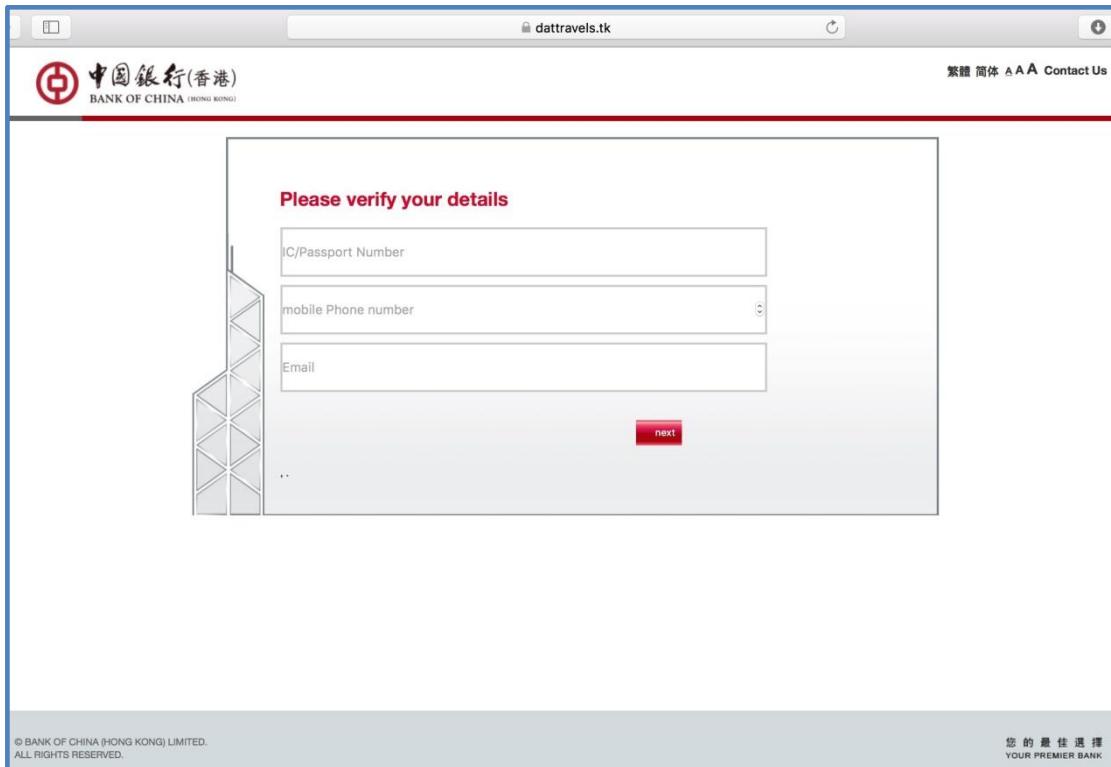 dattravels.tk
中國銀行(香港)
BANK OF CHINA (HONG KONG)
繁體 简体 A A A Contact Us
Please verify your details
IC/Passport Number
mobile Phone number
Email
next
, .
© BANK OF CHINA (HONG KONG) LIMITED.
ALL RIGHTS RESERVED.
您的最佳選擇
YOUR PREMIER BANK